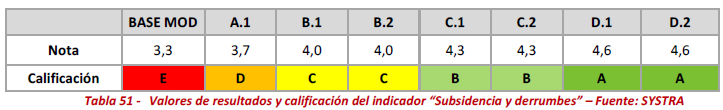 BASE MOD A.1 B.1 B.2 C.1 C.2 D.1 D.2
Nota 3,3 3,7 4,0 4,0 4,3 4,3 4,6 4,6
Calificación E D C C B B A A
Tabla 51 - Valores de resultados y calificación del indicador “Subsidencia y derrumbes” – Fuente: SYSTRA